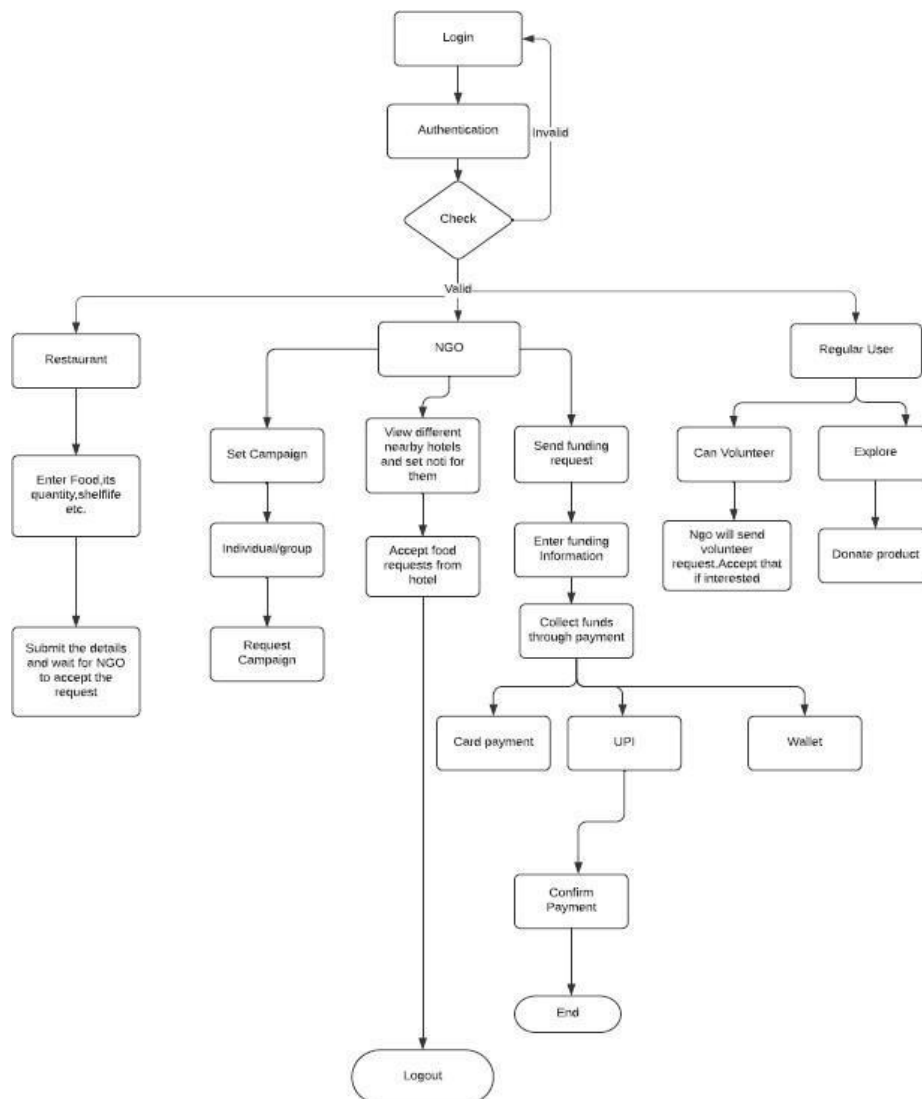 Login
Authentication
Invalid
Check
Valid
Restaurant
NGO
Regular User
Set Campaign
View different
nearby hotels
and set noti for
them
Send funding
request
Can Volunteer
Explore
Enter Food,its
quantity,shelflife
etc.
Individual/group
Accept food
requests from
hotel
Enter funding
Information
Ngo will send
volunteer
request.Accept that
if interested
Donate product
Submit the details
and wait for NGO
to accept the
request
Request
Campaign
Collect funds
through payment
Card payment
UPI
Wallet
Confirm
Payment
End
Logout